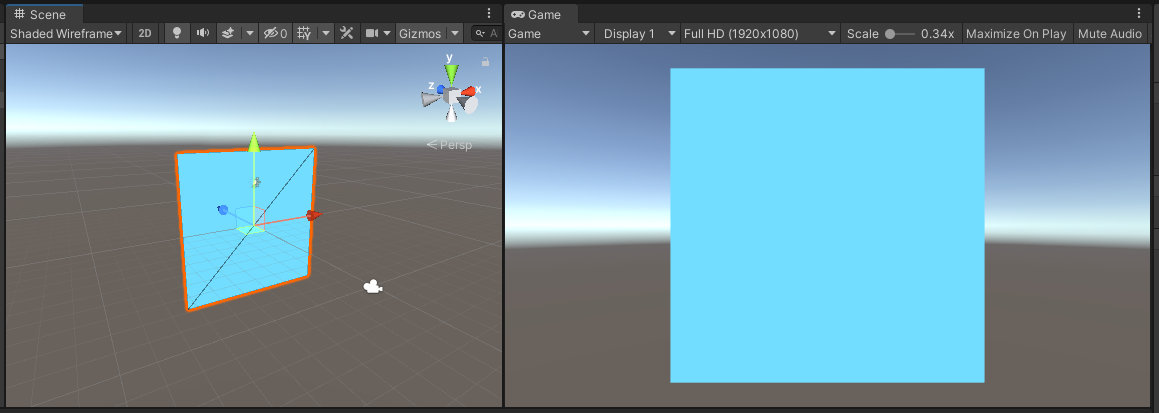 Scene
Shaded Wireframe 2D 0 Gizmos A
y
z x
Persp
Game
Game Display 1 Full HD (1920x1080) Scale 0.34x Maximize On Play Mute Audio